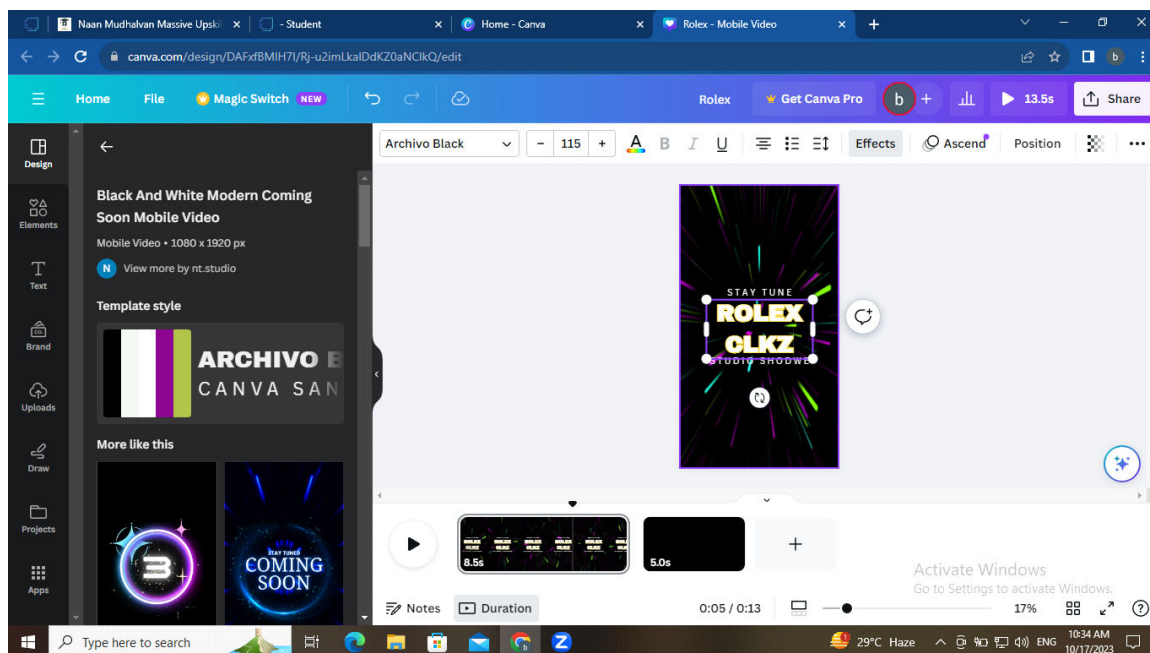 Naan Mudhalvan Massive Upskil
- Student
Home - Canva
Rolex - Mobile Video
canva.com/design/DAFxfBMIH7I/Rj-u2imLkaIDdKZ0aNClkQ/edit
Home File Magic Switch NEW
Rolex Get Canva Pro b + 13.5s Share
Design
Elements
Text
Brand
Uploads
Draw
Projects
Apps
Black And White Modern Coming
Soon Mobile Video
Mobile Video • 1080 x 1920 px
N View more by nt.studio
Template style
ARCHIVO B
CANVA SAN
More like this
B
STAY TUNED
COMING
SOON
Archivo Black - 115 + A B I U Effects Ascend Position
STAY TUNE
ROLEX
CLKZ
STUDIO SHODWE
8.5s
5.0s
Notes Duration 0:05 / 0:13 17%
Activate Windows
Go to Settings to activate Windows.
Type here to search
29°C Haze ENG 10:34 AM
10/17/2023